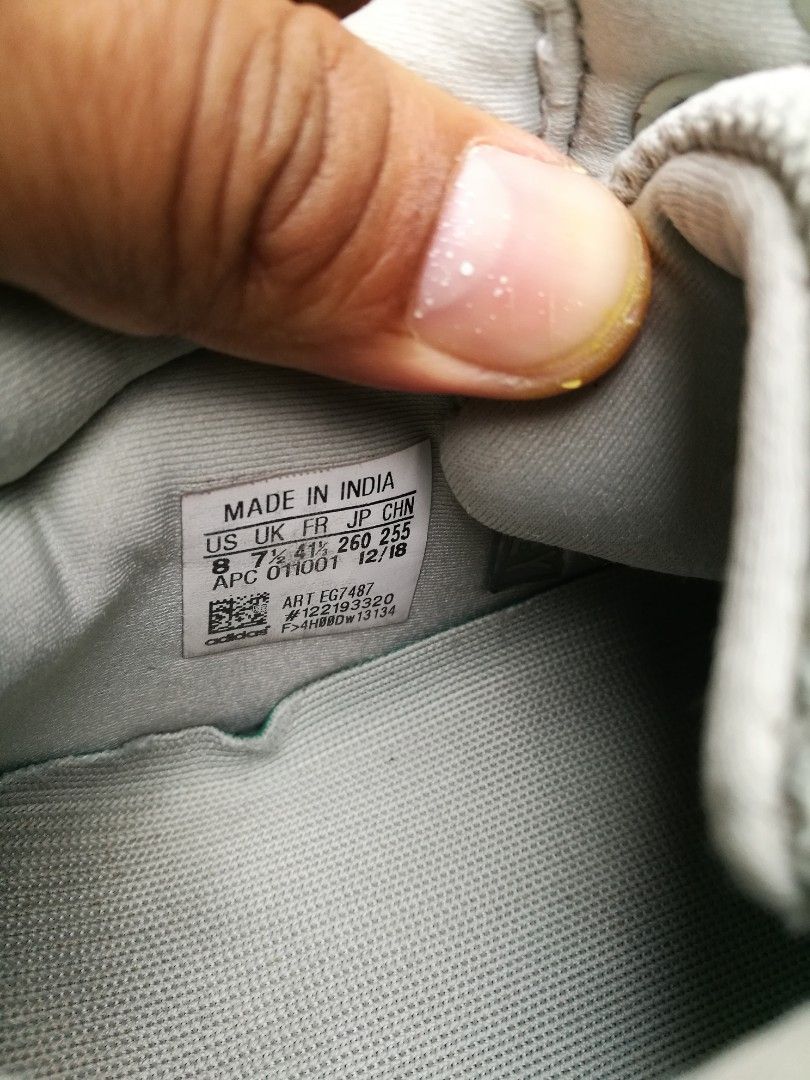 MADE IN INDIA
US UK FR JP CHN
8 7½ 41⅓ 260 255
APC 011001 12/18
ART EG7487
#122193320
F>4H00Dw13134
adidas